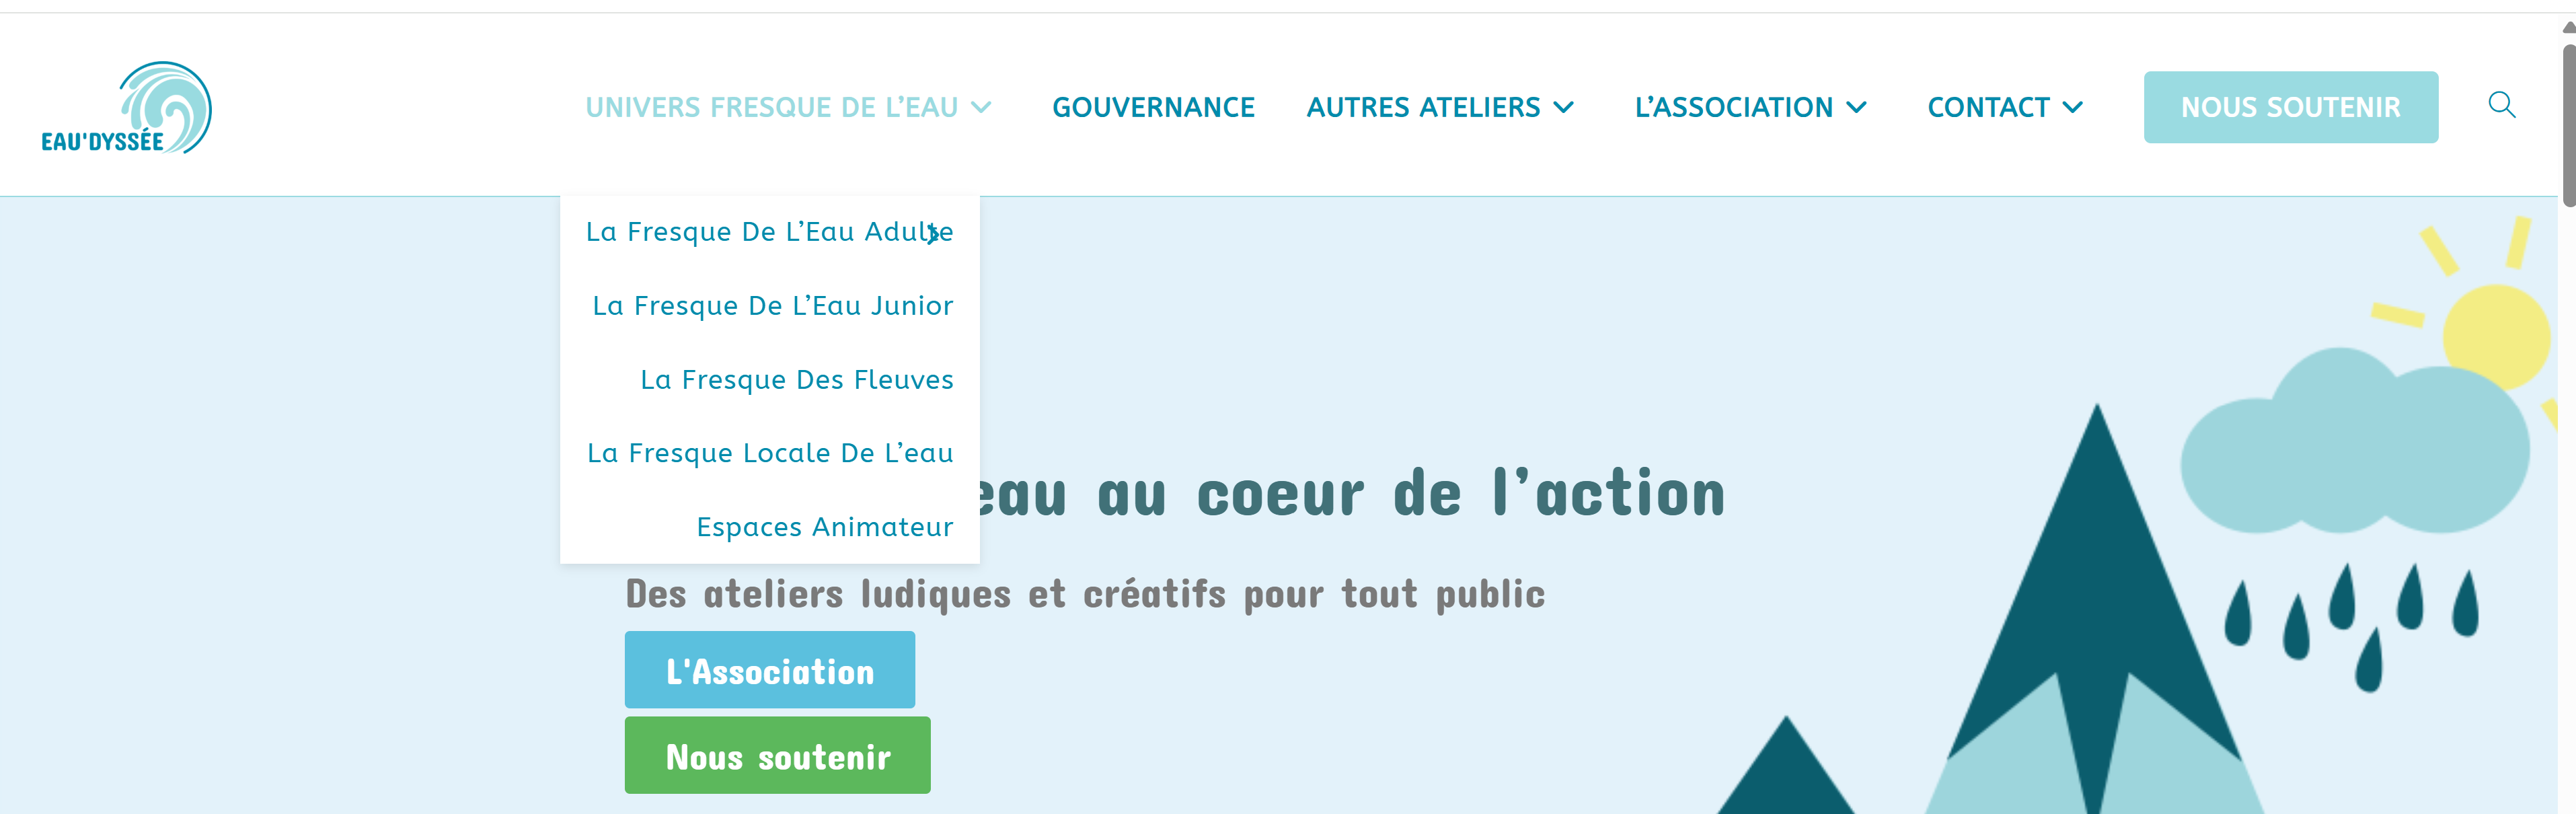 EAU'DYSSÉE
UNIVERS FRESQUE DE L’EAU
GOUVERNANCE
AUTRES ATELIERS
L’ASSOCIATION
CONTACT
NOUS SOUTENIR
La Fresque De L’Eau Adulte
La Fresque De L’Eau Junior
La Fresque Des Fleuves
La Fresque Locale De L’eau
Espaces Animateur
eau au coeur de l’action
Des ateliers ludiques et créatifs pour tout public
L'Association
Nous soutenir